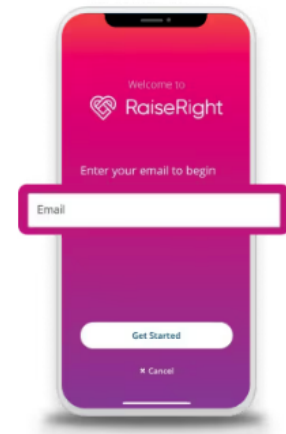 Welcome to
RaiseRight
Enter your email to begin
Email
Get Started
× Cancel